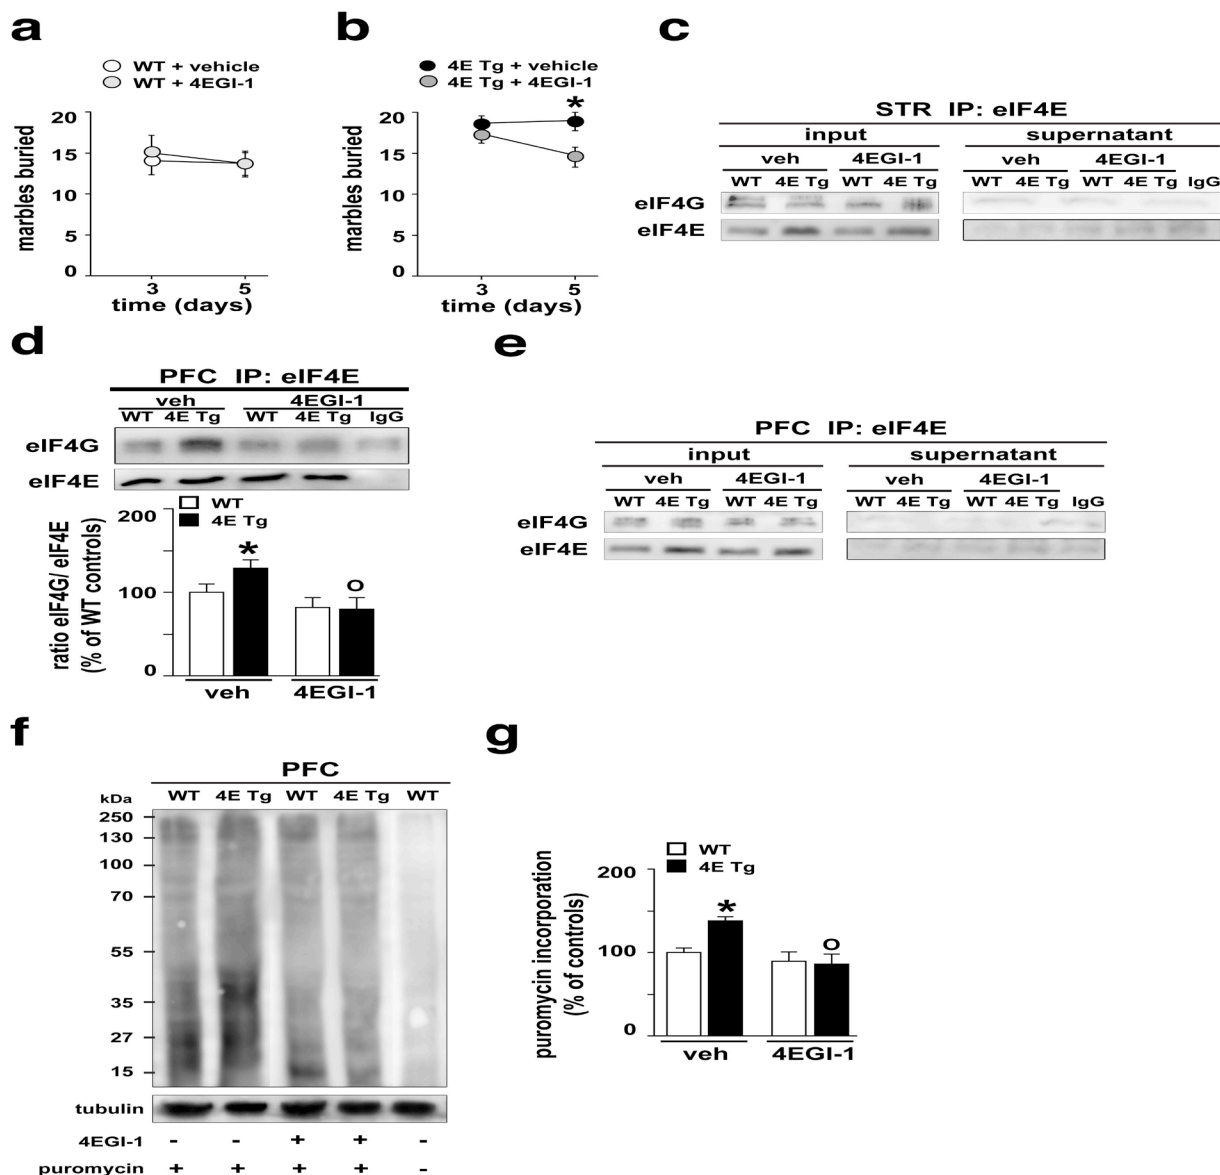 a
WT + vehicle
WT + 4EGI-1
marbles buried
20
15
10
5
0
3 5
time (days)
b
4E Tg + vehicle
4E Tg + 4EGI-1
*
marbles buried
20
15
10
5
0
3 5
time (days)
c
STR IP: eIF4E
input supernatant
veh 4EGI-1 veh 4EGI-1
WT 4E Tg WT 4E Tg WT 4E Tg WT 4E Tg IgG
eIF4G
eIF4E
d
PFC IP: eIF4E
veh 4EGI-1
WT 4E Tg WT 4E Tg IgG
eIF4G
eIF4E
WT
4E Tg
ratio eIF4G/ eIF4E
(% of WT controls)
200
100
0
* O
veh 4EGI-1
e
PFC IP: eIF4E
input supernatant
veh 4EGI-1 veh 4EGI-1
WT 4E Tg WT 4E Tg WT 4E Tg WT 4E Tg IgG
eIF4G
eIF4E
f
PFC
kDa WT 4E Tg WT 4E Tg WT
250
130
100
70
55
35
27
15
tubulin
4EGI-1 - - + + -
puromycin + + + + -
g
WT
4E Tg
puromycin incorporation
(% of controls)
200
100
0
* O
veh 4EGI-1